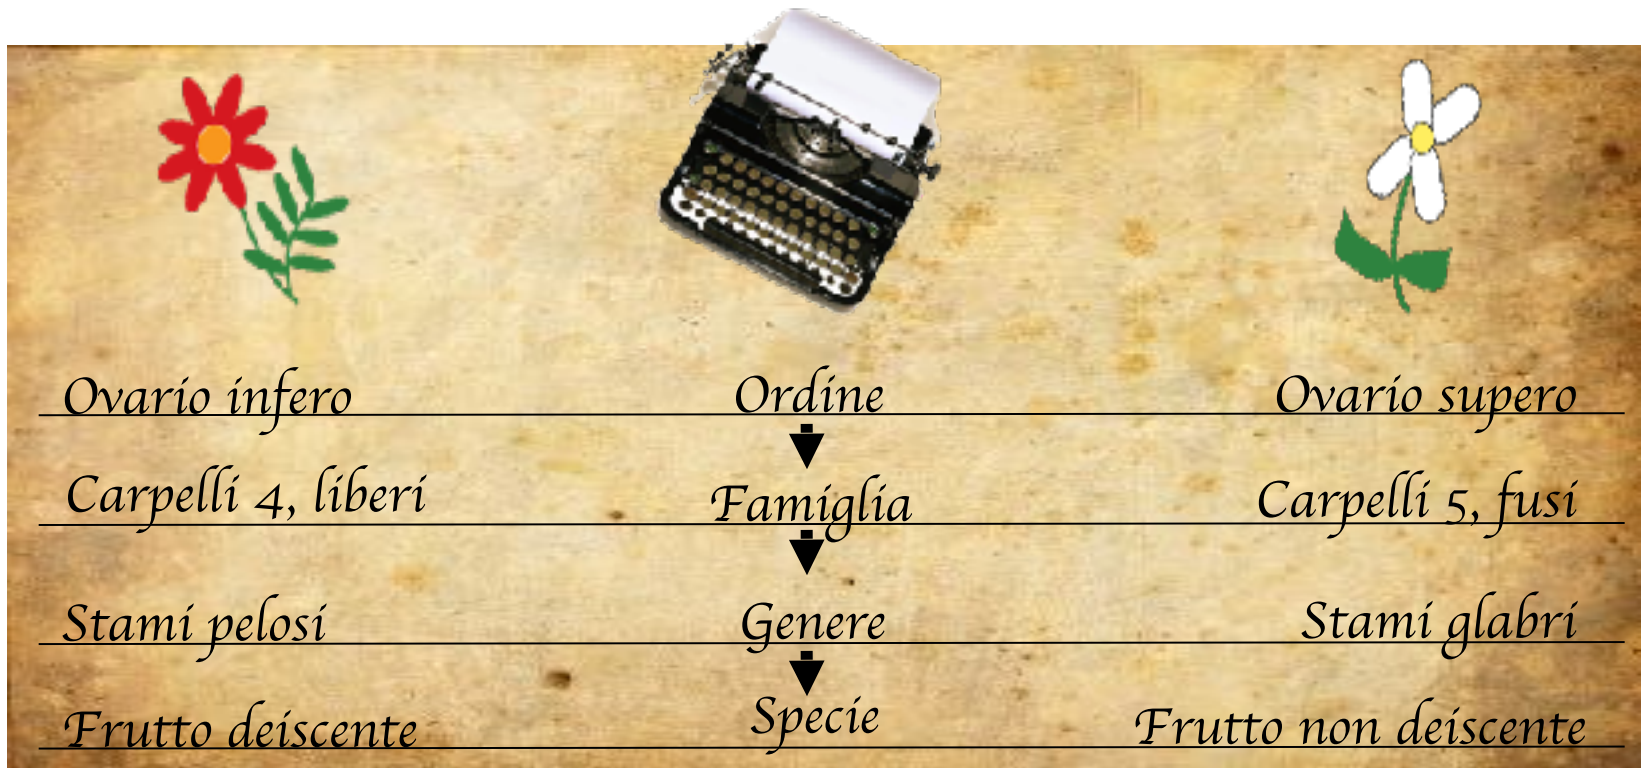 Ovario infero Ordine Ovario supero
Carpelli 4, liberi Famiglia Carpelli 5, fusi
Stami pelosi Genere Stami glabri
Frutto deiscente Specie Frutto non deiscente